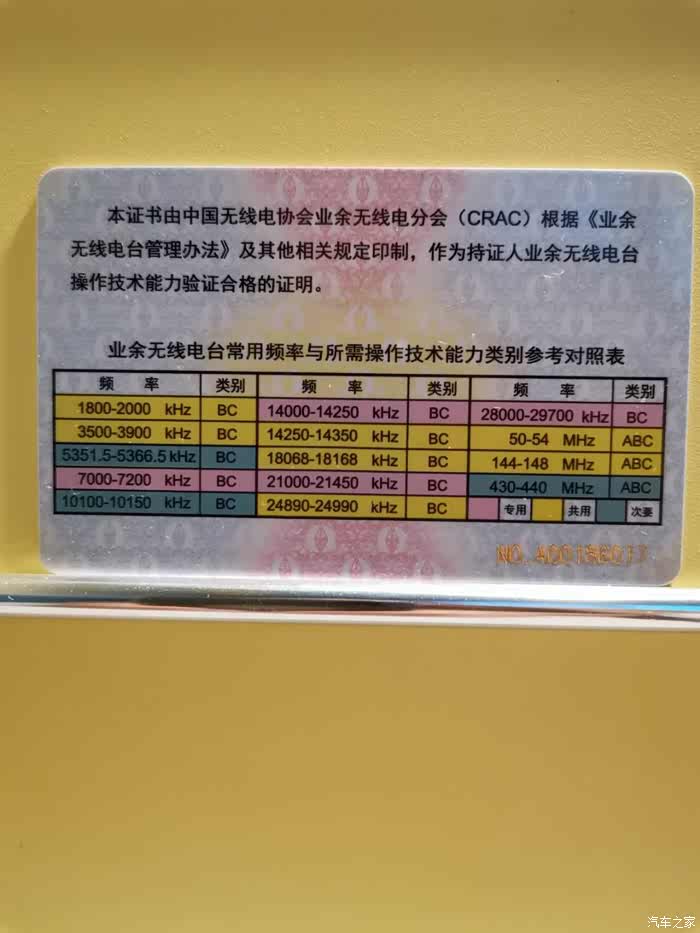 本证书由中国无线电协会业余无线电分会（CRAC）根据《业余
无线电台管理办法》及其他相关规定印制，作为持证人业余无线电台
操作技术能力验证合格的证明。
业余无线电台常用频率与所需操作技术能力类别参考对照表
频 率 类别 频 率 类别 频 率 类别
1800-2000 kHz BC 14000-14250 kHz BC 28000-29700 kHz BC
3500-3900 kHz BC 14250-14350 kHz BC 50-54 MHz ABC
5351.5-5366.5 kHz BC 18068-18168 kHz BC 144-148 MHz ABC
7000-7200 kHz BC 21000-21450 kHz BC 430-440 MHz ABC
10100-10150 kHz BC 24890-24990 kHz BC 专用 共用 次要
汽车之家